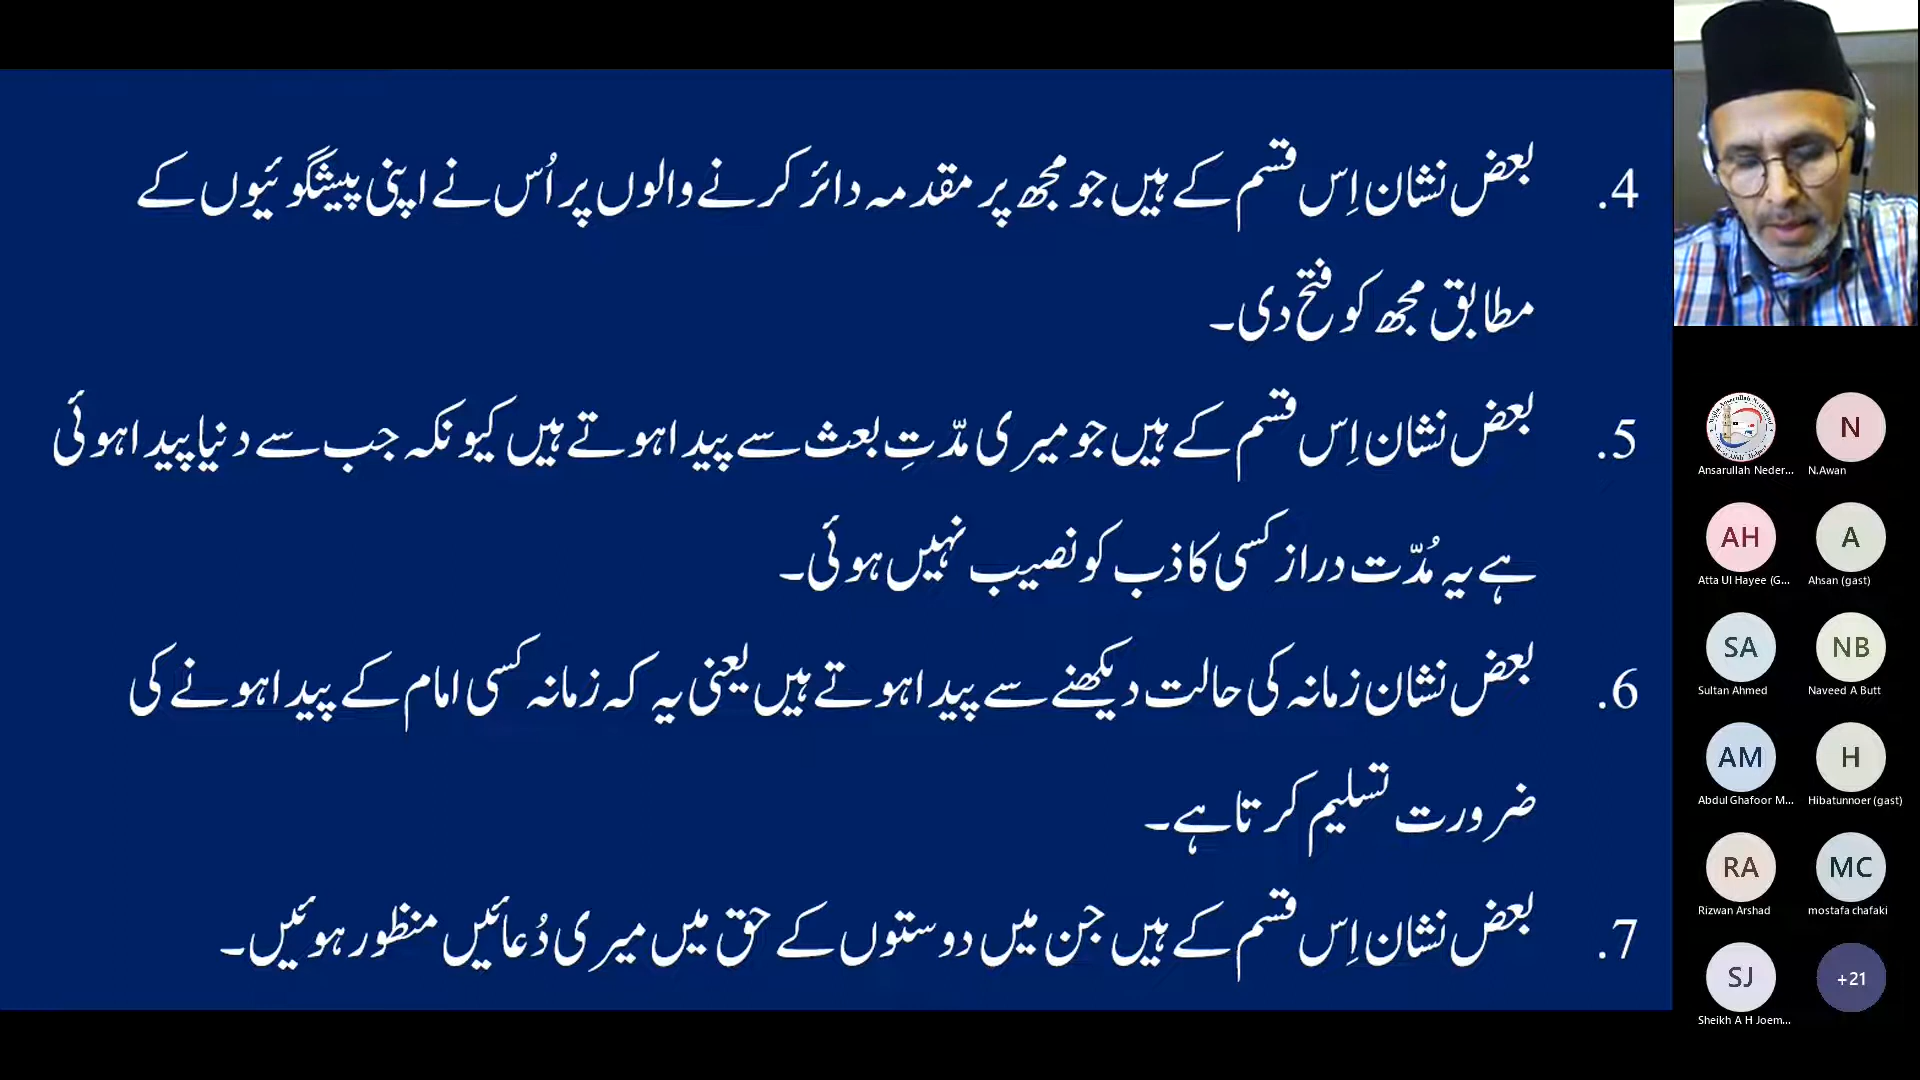 4. بعض نشان اِس قسم کے ہیں جو مجھ پر مقدمہ دائر کرنے والوں پر اُس نے اپنی پیشگوئیوں کے
مطابق مجھ کو فتح دی۔
5. بعض نشان اِس قسم کے ہیں جو میری مدّتِ بعث سے پیدا ہوتے ہیں کیونکہ جب سے دنیا پیدا ہوئی
ہے یہ مُدّت دراز کسی کاذب کو نصیب نہیں ہوئی۔
6. بعض نشان زمانہ کی حالت دیکھنے سے پیدا ہوتے ہیں یعنی یہ کہ زمانہ کسی امام کے پیدا ہونے کی
ضرورت تسلیم کرتا ہے۔
7. بعض نشان اِس قسم کے ہیں جن میں دوستوں کے حق میں میری دُعائیں منظور ہوئیں۔
N
Ansarullah Neder...
N.Awan
AH
A
Atta Ul Hayee (G...
Ahsan (gast)
SA
NB
Sultan Ahmed
Naveed A Butt
AM
H
Abdul Ghafoor M...
Hibatunnoer (gast)
RA
MC
Rizwan Arshad
mostafa chafaki
SJ
+21
Sheikh A H Joem...